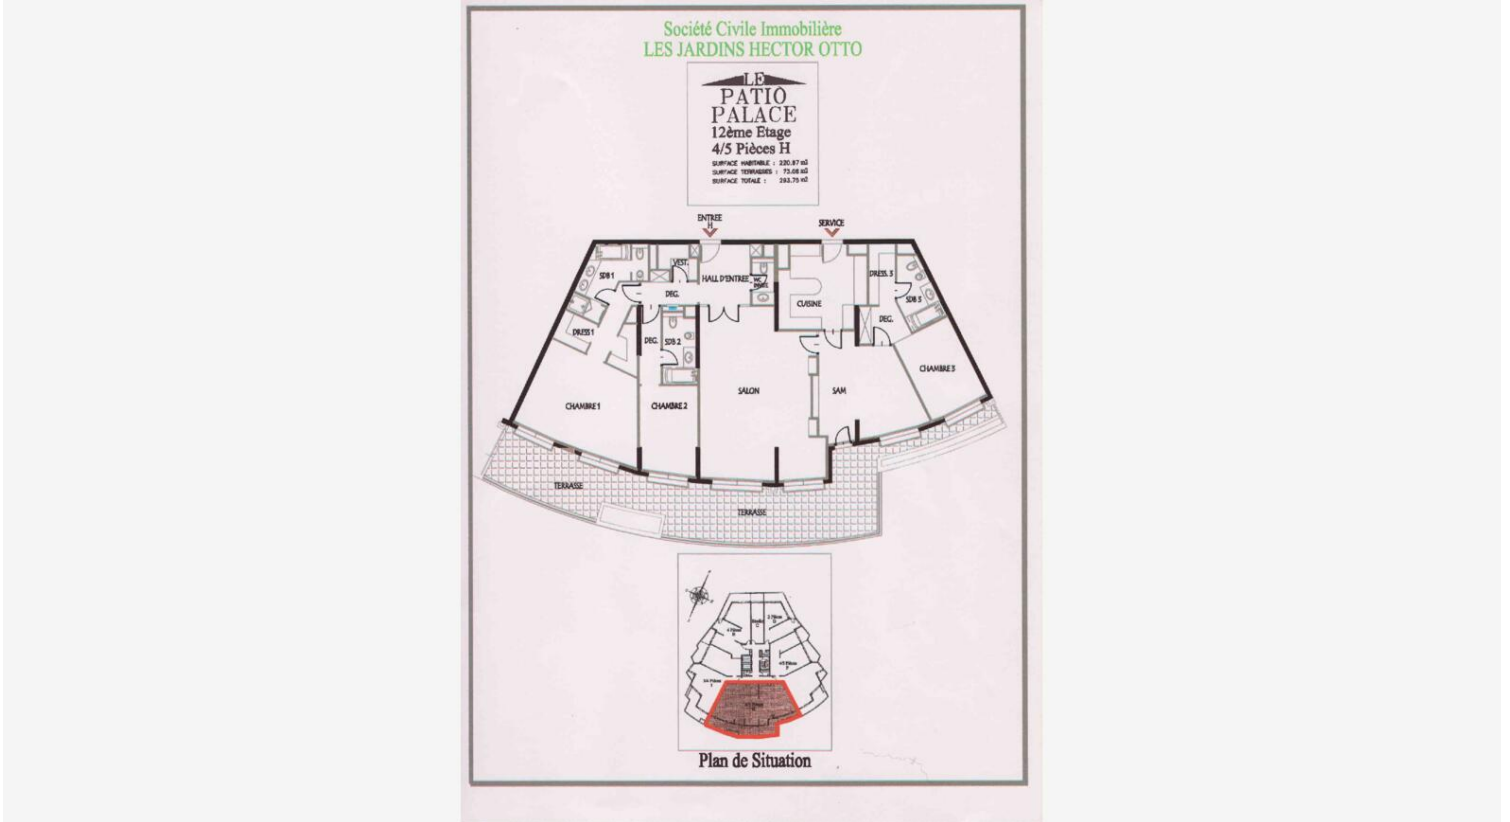 Société Civile Immobilière
LES JARDINS HECTOR OTTO
LE
PATIO
PALACE
12ème Etage
4/5 Pièces H
SURFACE HABITABLE : 220.67 m2
SURFACE TERRASSES : 73.08 m2
SURFACE TOTALE : 293.75 m2
ENTREE
H
SERVICE
SDB 1
VEST.
HALL D'ENTREE
DEG.
CUISINE
DRESS. 3
SDB 3
DRESS 1
DEG.
SDB 2
DEG.
CHAMBRE 3
CHAMBRE 1
CHAMBRE 2
SALON
SAM
TERRASSE
TERRASSE
Plan de Situation